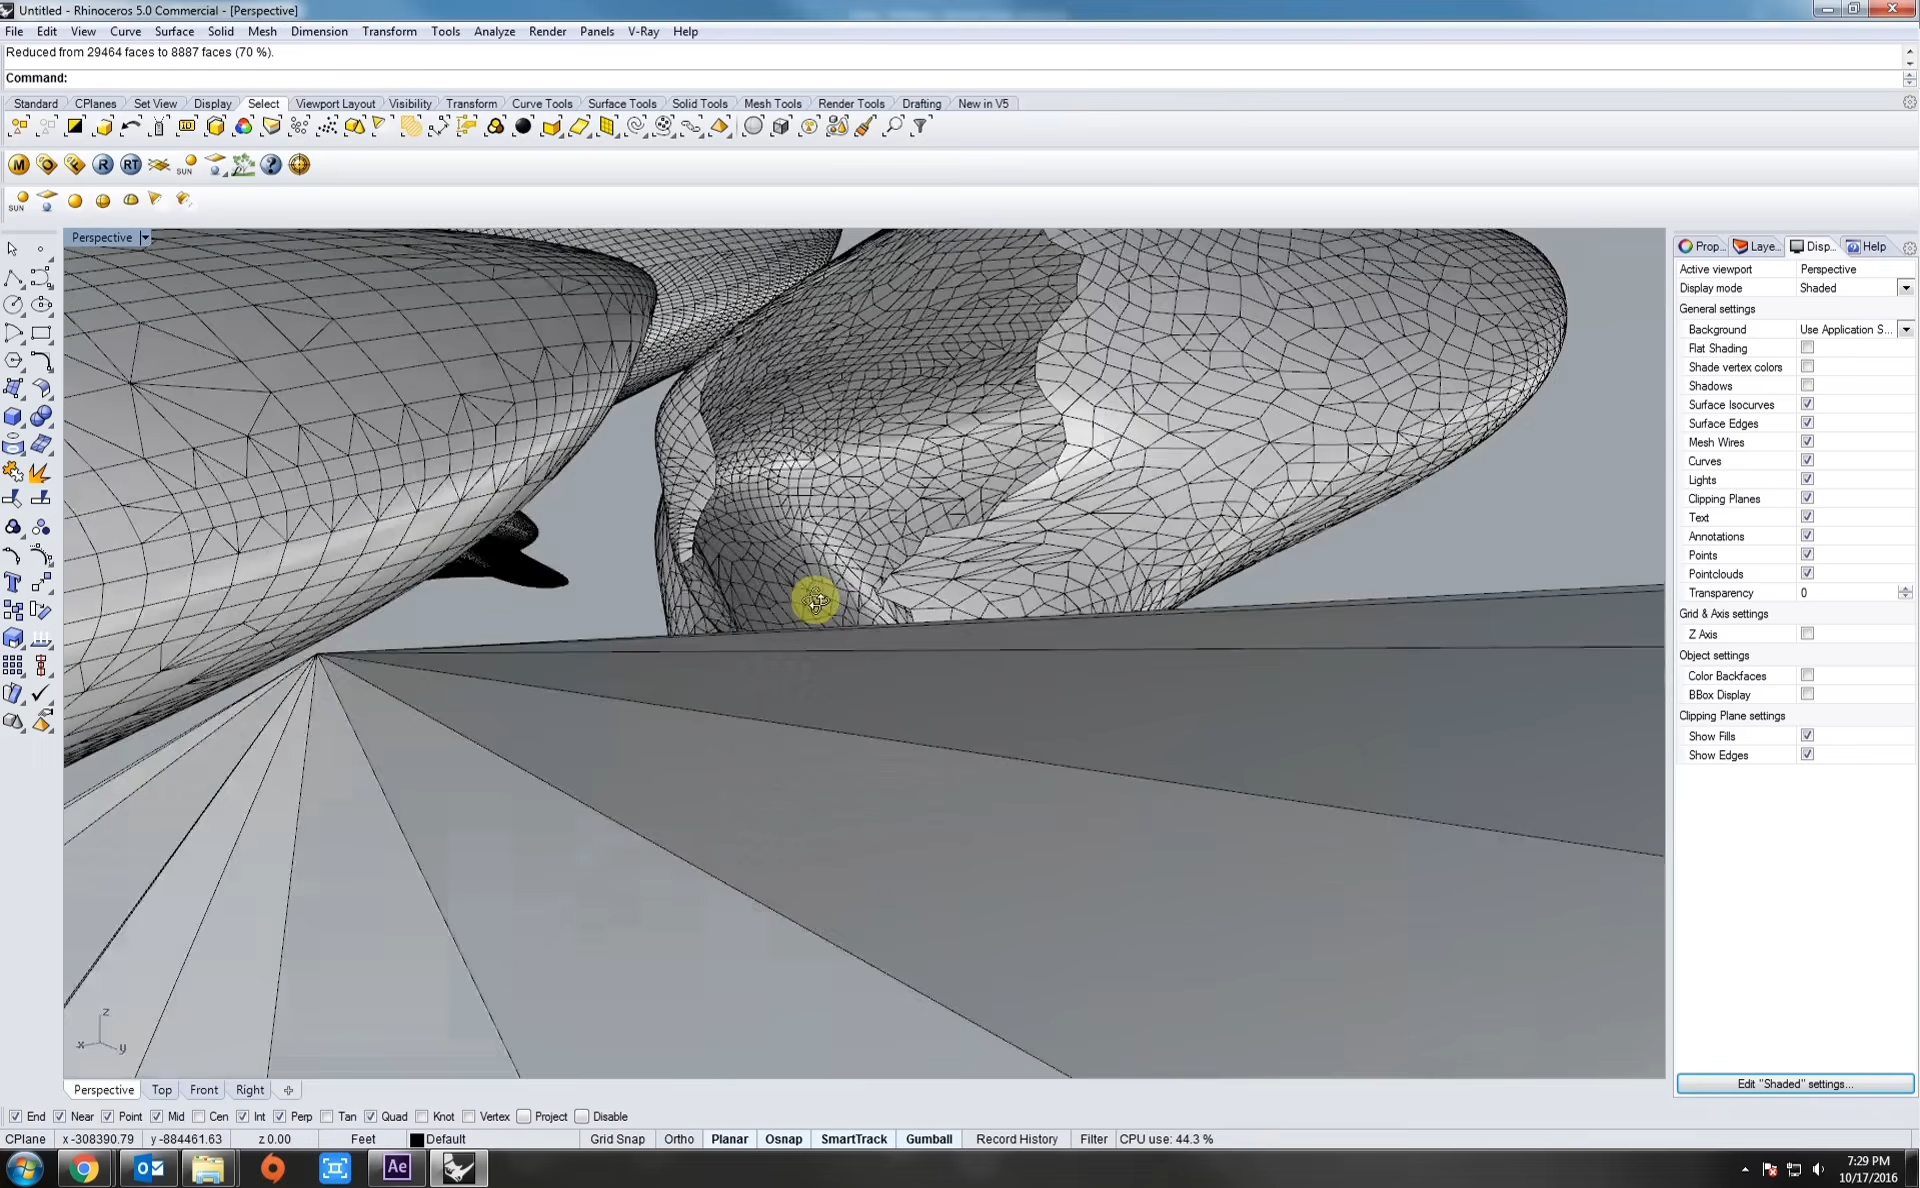 Untitled - Rhinoceros 5.0 Commercial - [Perspective]
File Edit View Curve Surface Solid Mesh Dimension Transform Tools Analyze Render Panels V-Ray Help
Reduced from 29464 faces to 8887 faces (70 %).
Command:
Standard CPlanes Set View Display Select Viewport Layout Visibility Transform Curve Tools Surface Tools Solid Tools Mesh Tools Render Tools Drafting New in V5
M O R RT SUN ?
SUN
Perspective
Prop... Laye... Disp... Help
Active viewport Perspective
Display mode Shaded
General settings
Background Use Application S...
Flat Shading
Shade vertex colors
Shadows
Surface Isocurves
Surface Edges
Mesh Wires
Curves
Lights
Clipping Planes
Text
Annotations
Points
Pointclouds
Transparency 0
Grid & Axis settings
Z Axis
Object settings
Color Backfaces
BBox Display
Clipping Plane settings
Show Fills
Show Edges
z
x y
Edit "Shaded" settings...
Perspective Top Front Right
End Near Point Mid Cen Int Perp Tan Quad Knot Vertex Project Disable
CPlane x -308390.79 y -884461.63 z 0.00 Feet Default Grid Snap Ortho Planar Osnap SmartTrack Gumball Record History Filter CPU use: 44.3 %
Ae
7:29 PM
10/17/2016